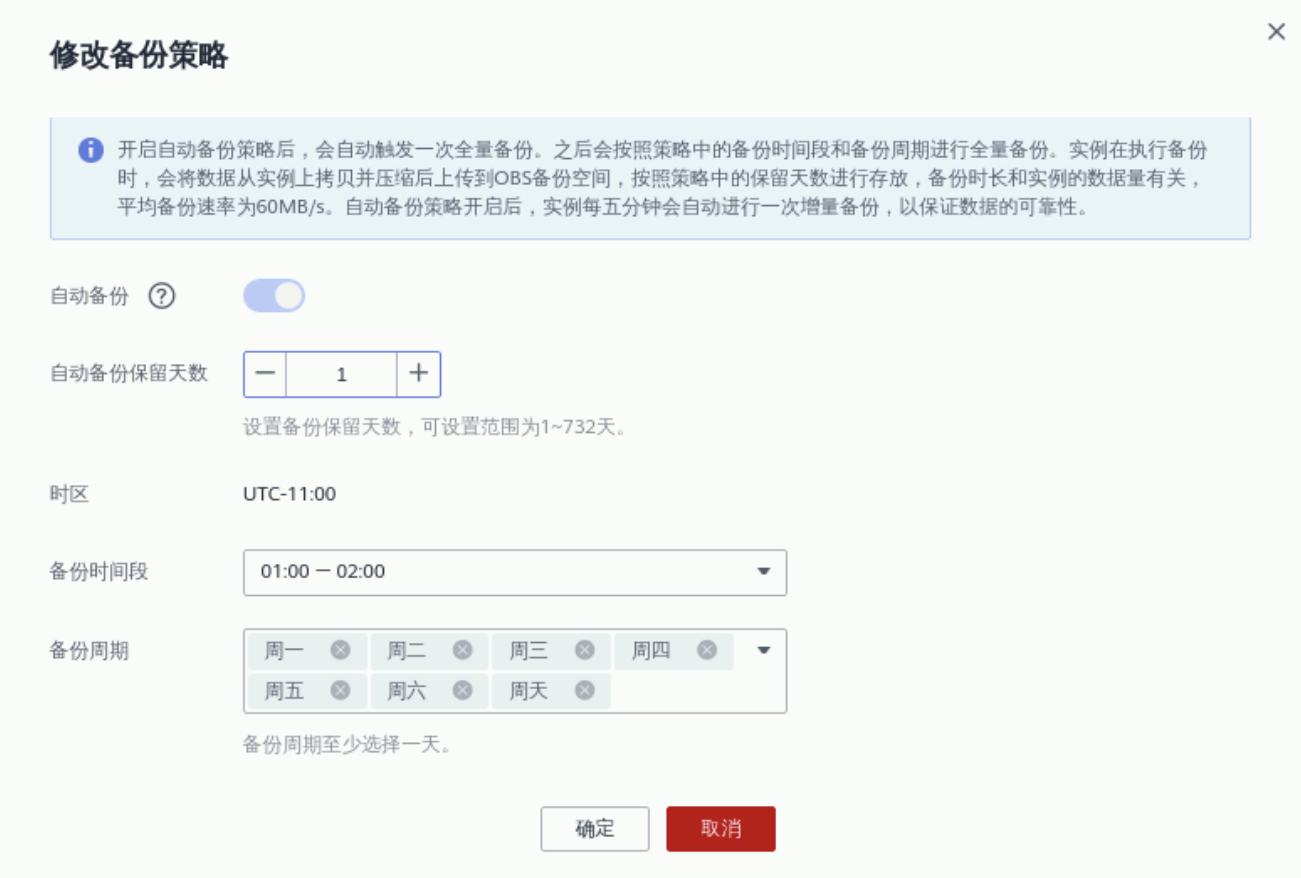 修改备份策略
开启自动备份策略后，会自动触发一次全量备份。之后会按照策略中的备份时间段和备份周期进行全量备份。实例在执行备份
时，会将数据从实例上拷贝并压缩后上传到OBS备份空间，按照策略中的保留天数进行存放，备份时长和实例的数据量有关，
平均备份速率为60MB/s。自动备份策略开启后，实例每五分钟会自动进行一次增量备份，以保证数据的可靠性。
自动备份
自动备份保留天数 1
设置备份保留天数，可设置范围为1~732天。
时区 UTC-11:00
备份时间段 01:00 — 02:00
备份周期 周一 周二 周三 周四
周五 周六 周天
备份周期至少选择一天。
确定 取消